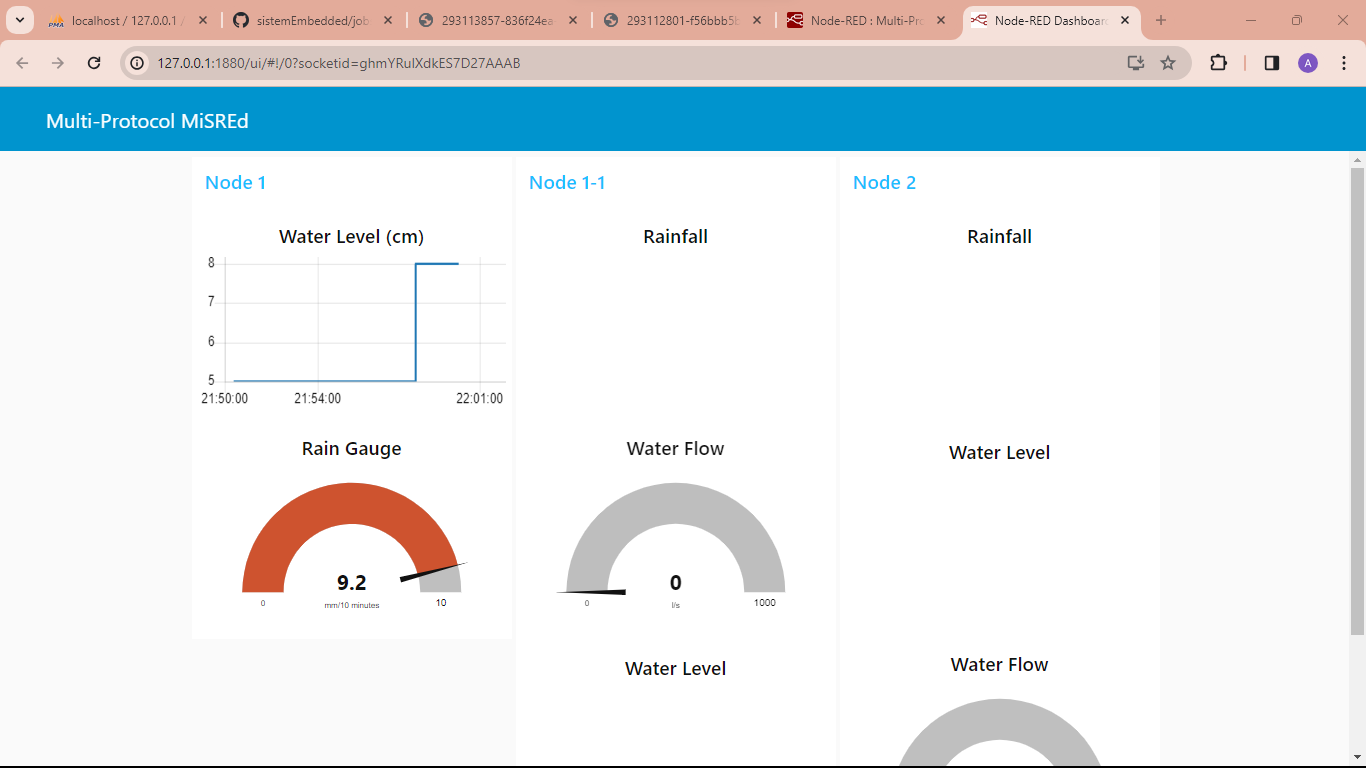 PMA localhost / 127.0.0.1 /
sistemEmbedded/job
293113857-836f24ea
293112801-f56bbb5b
Node-RED : Multi-Pr
Node-RED Dashboar
127.0.0.1:1880/ui/#!/0?socketid=ghmYRulXdkES7D27AAAB
A
Multi-Protocol MiSREd
Node 1
Water Level (cm)
8
7
6
5
21:50:00 21:54:00 22:01:00
Rain Gauge
9.2
mm/10 minutes
0 10
Node 1-1
Rainfall
Water Flow
0
l/s
0 1000
Water Level
Node 2
Rainfall
Water Level
Water Flow